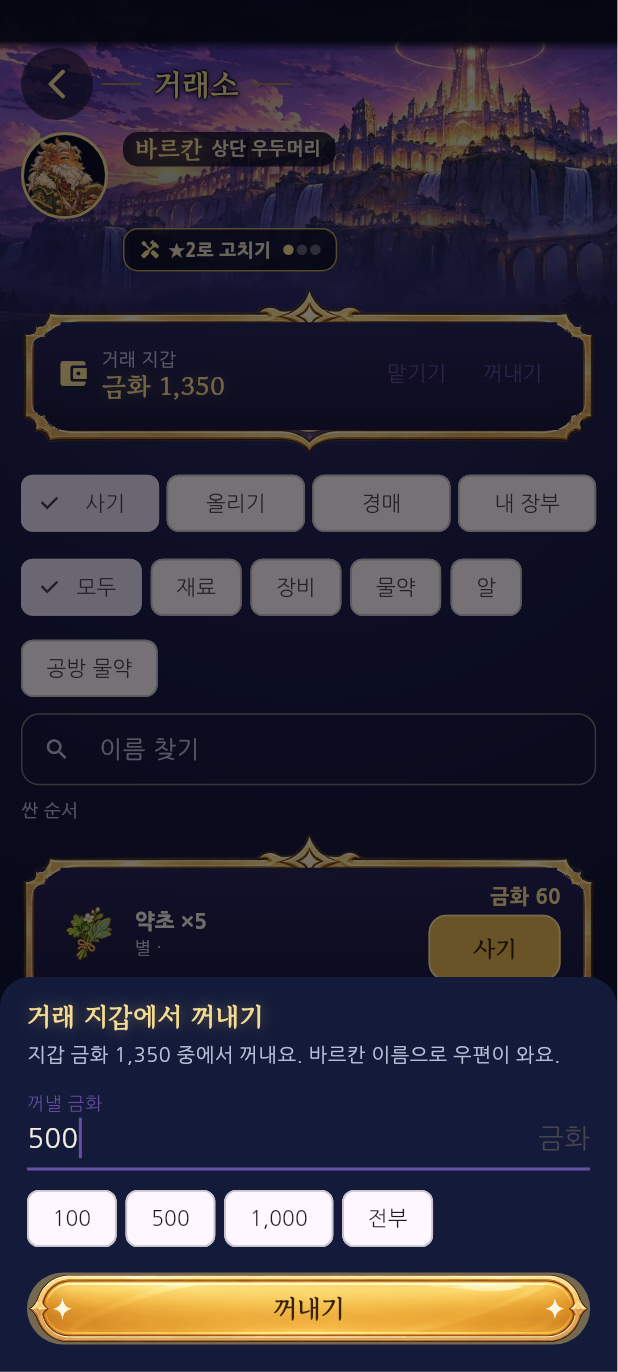 거래소
바르칸 상단 우두머리
★2로 고치기
거래 지갑
금화 1,350
맡기기 꺼내기
사기 올리기 경매 내 장부
모두 재료 장비 물약 알
공방 물약
이름 찾기
싼 순서
금화 60
약초 ×5
별 ·
사기
거래 지갑에서 꺼내기
지갑 금화 1,350 중에서 꺼내요. 바르칸 이름으로 우편이 와요.
꺼낼 금화
500 금화
100 500 1,000 전부
꺼내기